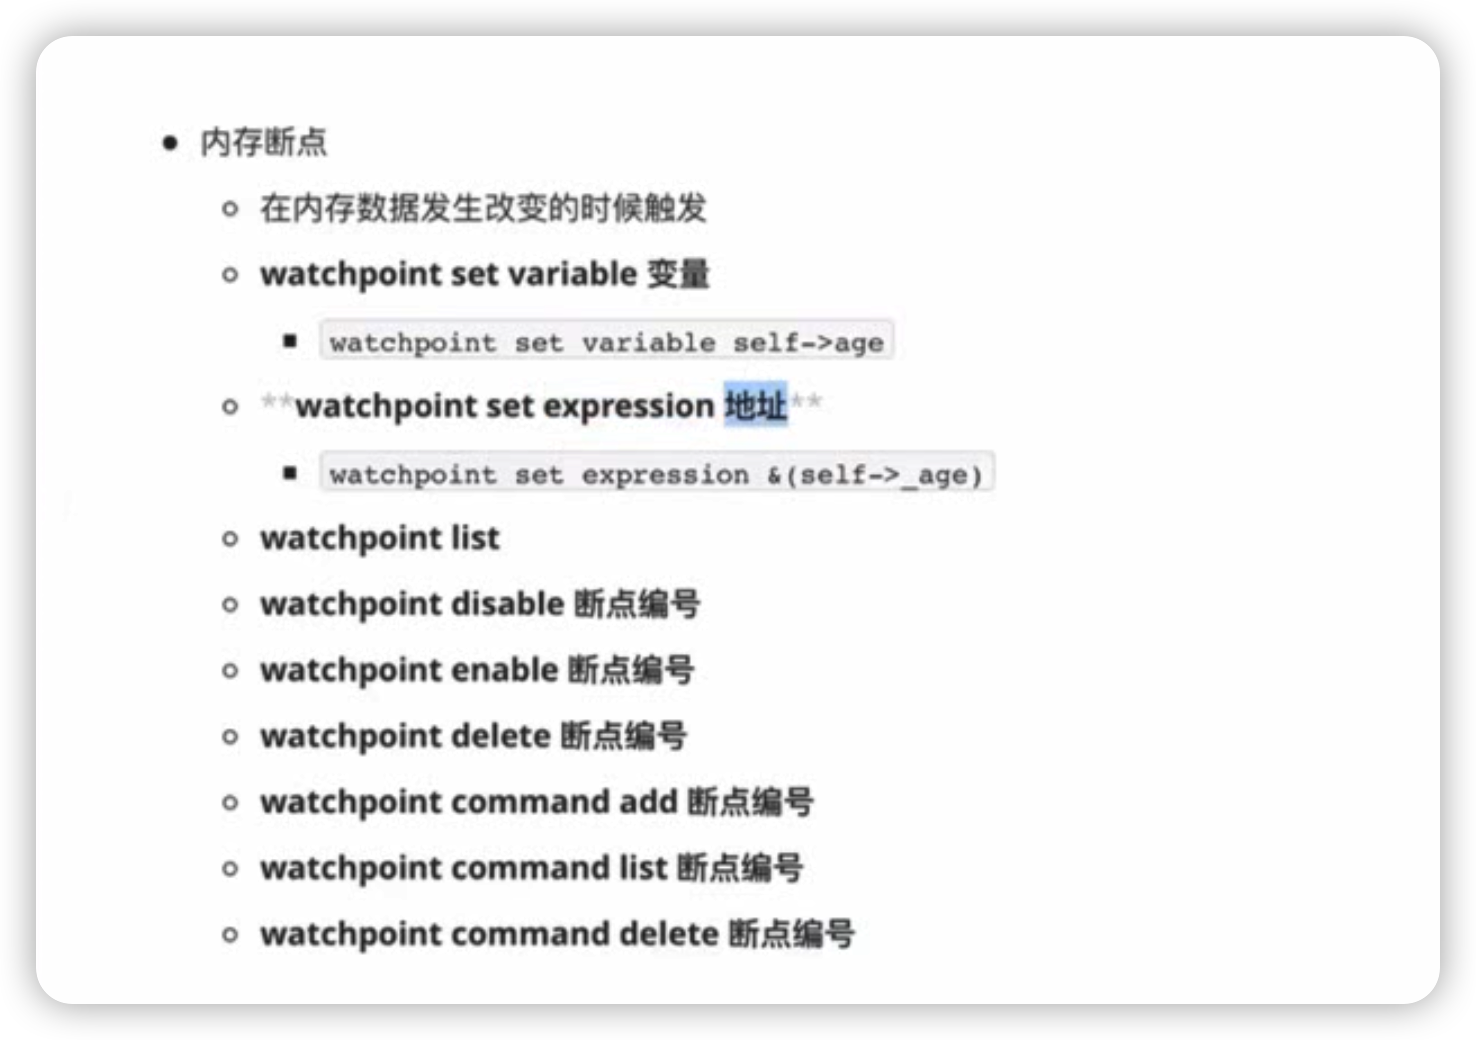 内存断点
在内存数据发生改变的时候触发
watchpoint set variable 变量
watchpoint set variable self->age
**watchpoint set expression 地址**
watchpoint set expression &(self->_age)
watchpoint list
watchpoint disable 断点编号
watchpoint enable 断点编号
watchpoint delete 断点编号
watchpoint command add 断点编号
watchpoint command list 断点编号
watchpoint command delete 断点编号